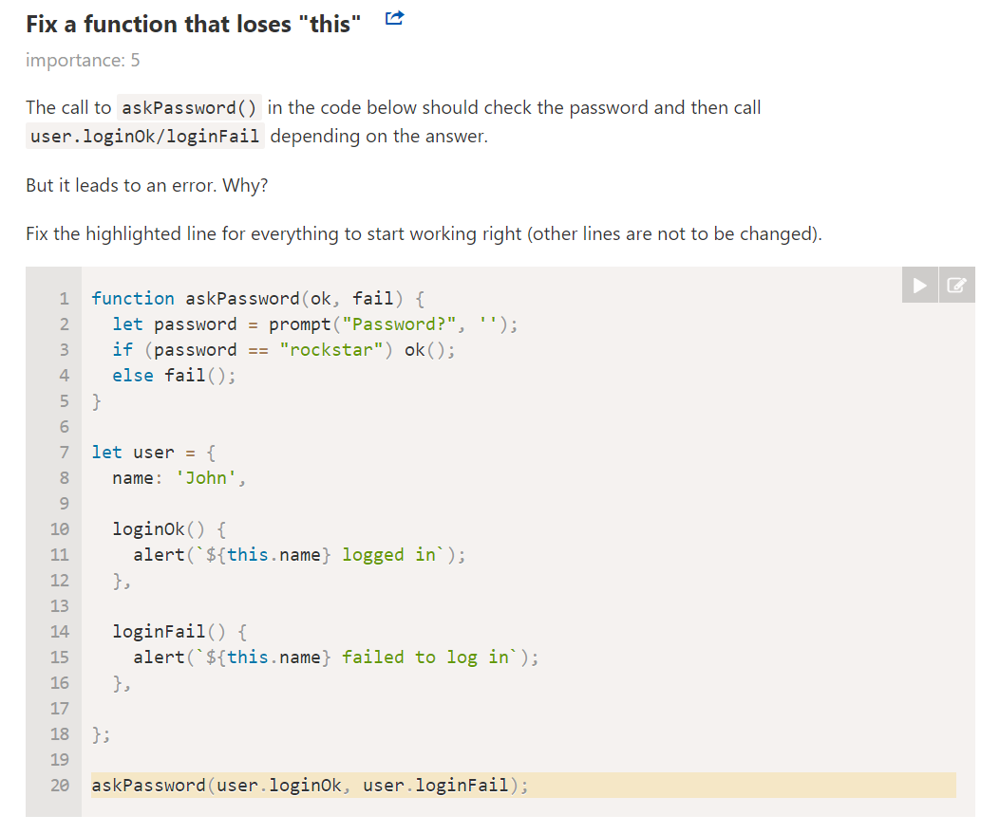 Fix a function that loses "this"
importance: 5
The call to askPassword() in the code below should check the password and then call
user.loginOk/loginFail depending on the answer.
But it leads to an error. Why?
Fix the highlighted line for everything to start working right (other lines are not to be changed).
1 function askPassword(ok, fail) {
2   let password = prompt("Password?", '');
3   if (password == "rockstar") ok();
4   else fail();
5 }
6
7 let user = {
8   name: 'John',
9
10   loginOk() {
11     alert(`${this.name} logged in`);
12   },
13
14   loginFail() {
15     alert(`${this.name} failed to log in`);
16   },
17
18 };
19
20 askPassword(user.loginOk, user.loginFail);